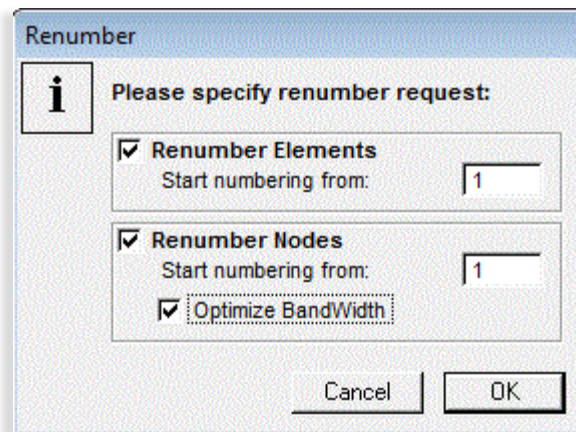 Renumber
i
Please specify renumber request:
Renumber Elements
Start numbering from: 1
Renumber Nodes
Start numbering from: 1
Optimize BandWidth
Cancel OK